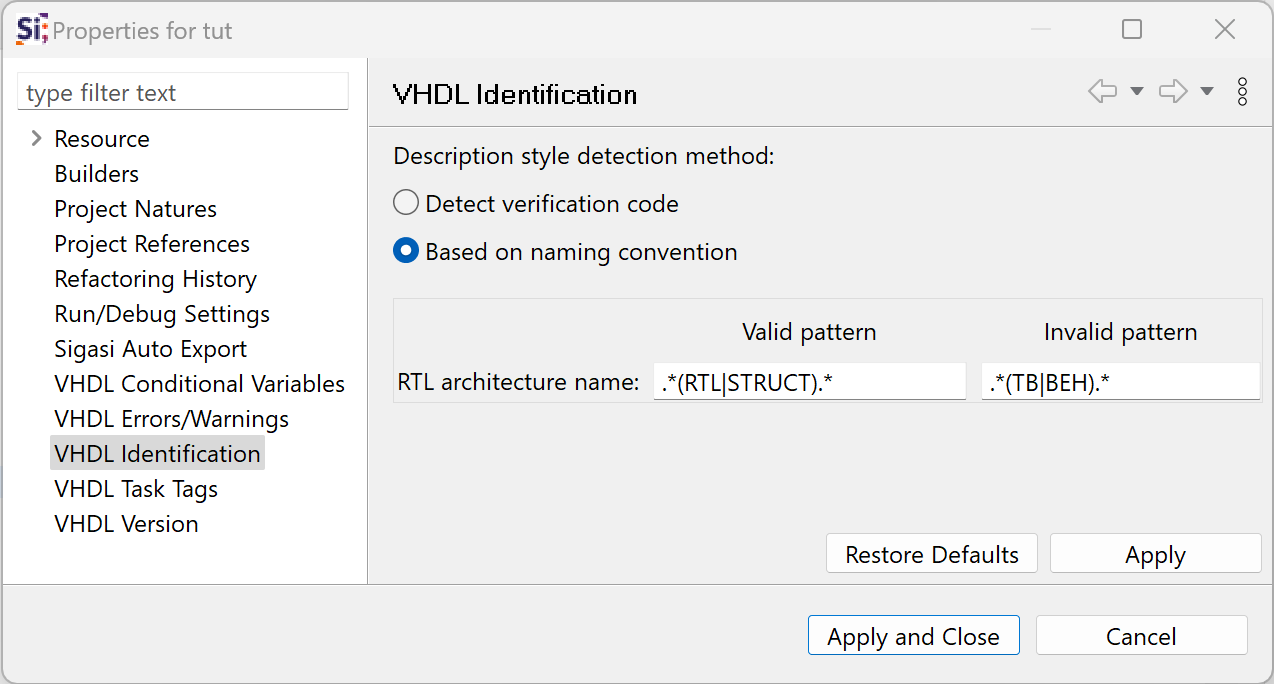 Si; Properties for tut
type filter text
Resource
Builders
Project Natures
Project References
Refactoring History
Run/Debug Settings
Sigasi Auto Export
VHDL Conditional Variables
VHDL Errors/Warnings
VHDL Identification
VHDL Task Tags
VHDL Version
VHDL Identification
Description style detection method:
Detect verification code
Based on naming convention
Valid pattern Invalid pattern
RTL architecture name: .*(RTL|STRUCT).* .*(TB|BEH).*
Restore Defaults Apply
Apply and Close Cancel